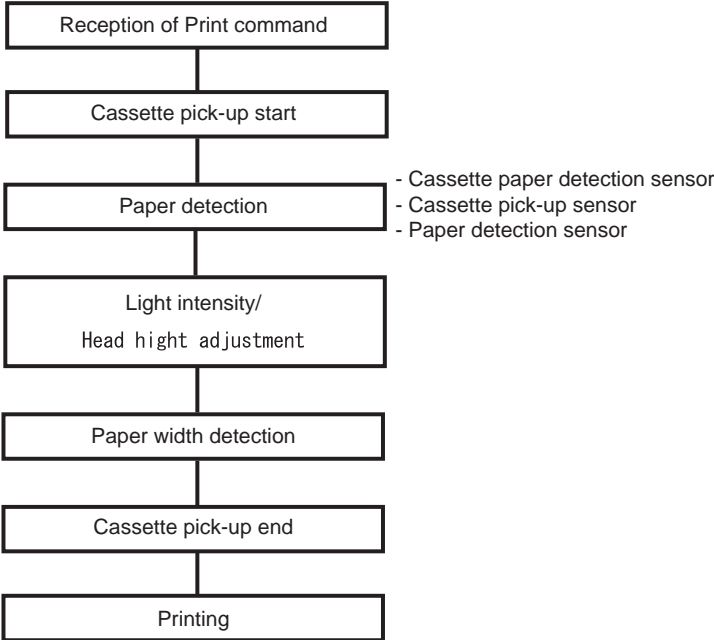 Reception of Print command
Cassette pick-up start
Paper detection
- Cassette paper detection sensor
- Cassette pick-up sensor
- Paper detection sensor
Light intensity/
Head hight adjustment
Paper width detection
Cassette pick-up end
Printing